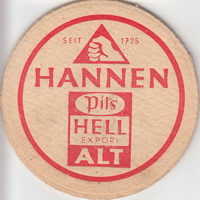 SEIT 1725
HANNEN
Pils
HELL
EXPORT
ALT